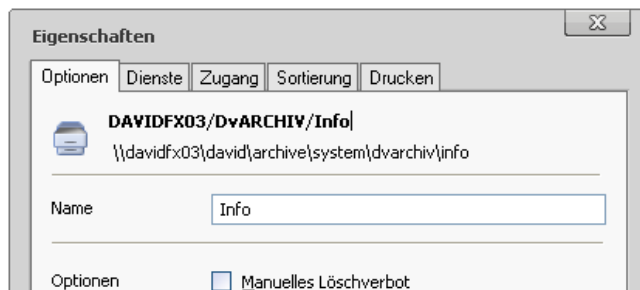 Eigenschaften
Optionen Dienste Zugang Sortierung Drucken
DAVIDFX03/DvARCHIV/Info
\\davidfx03\david\archive\system\dvarchiv\info
Name Info
Optionen Manuelles Löschverbot